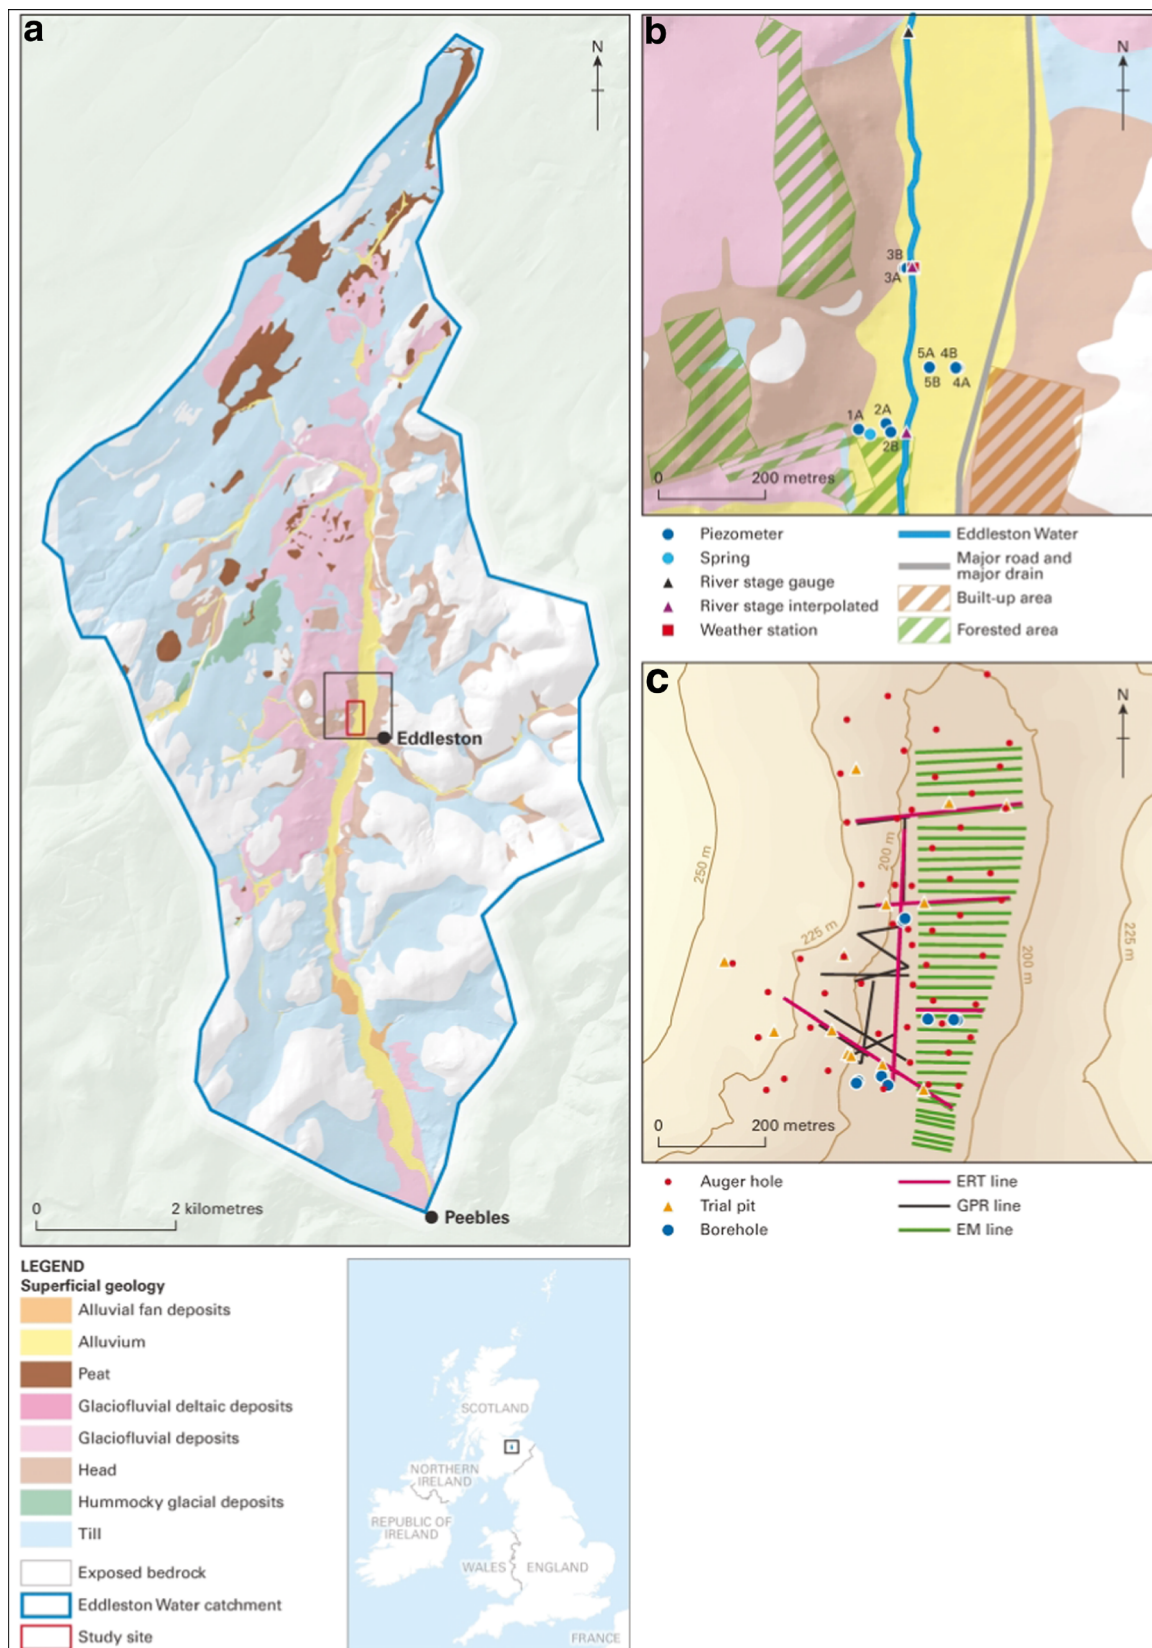 a
N
Eddleston
0
2 kilometres
Peebles
LEGEND
Superficial geology
Alluvial fan deposits
Alluvium
Peat
Glaciofluvial deltaic deposits
Glaciofluvial deposits
Head
Hummocky glacial deposits
Till
Exposed bedrock
Eddleston Water catchment
Study site
SCOTLAND
NORTHERN
IRELAND
REPUBLIC OF
IRELAND
WALES
ENGLAND
FRANCE
b
N
3B
3A
5A 4B
5B 4A
1A
2A
2B
0
200 metres
Piezometer
Spring
River stage gauge
River stage interpolated
Weather station
Eddleston Water
Major road and
major drain
Built-up area
Forested area
c
N
250 m
200 m
225 m
200 m
225 m
0
200 metres
Auger hole
Trial pit
Borehole
ERT line
GPR line
EM line